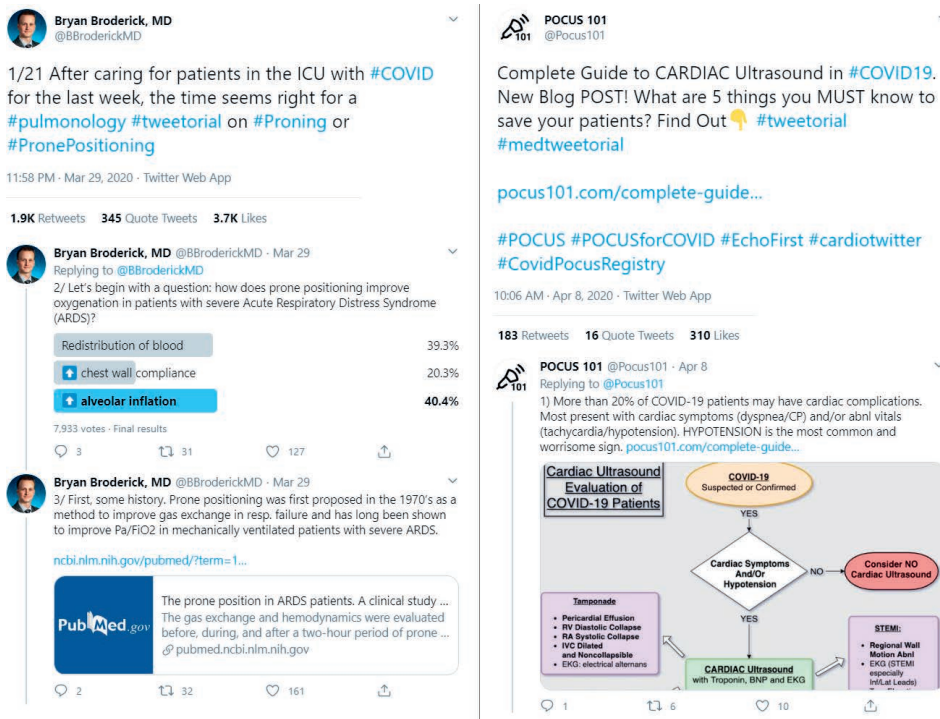 Bryan Broderick, MD
@BBroderickMD
1/21 After caring for patients in the ICU with #COVID
for the last week, the time seems right for a
#pulmonology #tweetorial on #Proning or
#PronePositioning
11:58 PM · Mar 29, 2020 · Twitter Web App
1.9K Retweets 345 Quote Tweets 3.7K Likes
Bryan Broderick, MD @BBroderickMD · Mar 29
Replying to @BBroderickMD
2/ Let's begin with a question: how does prone positioning improve
oxygenation in patients with severe Acute Respiratory Distress Syndrome
(ARDS)?
Redistribution of blood 39.3%
⬆ chest wall compliance 20.3%
⬆ alveolar inflation 40.4%
7,933 votes · Final results
3 31 127
Bryan Broderick, MD @BBroderickMD · Mar 29
3/ First, some history. Prone positioning was first proposed in the 1970's as a
method to improve gas exchange in resp. failure and has long been shown
to improve Pa/FiO2 in mechanically ventilated patients with severe ARDS.
ncbi.nlm.nih.gov/pubmed/?term=1...
PubMed.gov
The prone position in ARDS patients. A clinical study ...
The gas exchange and hemodynamics were evaluated
before, during, and after a two-hour period of prone ...
pubmed.ncbi.nlm.nih.gov
2 32 161
101
POCUS 101
@Pocus101
Complete Guide to CARDIAC Ultrasound in #COVID19.
New Blog POST! What are 5 things you MUST know to
save your patients? Find Out👇 #tweetorial
#medtweetorial
pocus101.com/complete-guide...
#POCUS #POCUSforCOVID #EchoFirst #cardiotwitter
#CovidPocusRegistry
10:06 AM · Apr 8, 2020 · Twitter Web App
183 Retweets 16 Quote Tweets 310 Likes
101
POCUS 101 @Pocus101 · Apr 8
Replying to @Pocus101
1) More than 20% of COVID-19 patients may have cardiac complications.
Most present with cardiac symptoms (dyspnea/CP) and/or abnl vitals
(tachycardia/hypotension). HYPOTENSION is the most common and
worrisome sign. pocus101.com/complete-guide...
Cardiac Ultrasound
Evaluation of
COVID-19 Patients
COVID-19
Suspected or Confirmed
YES
Cardiac Symptoms
And/Or
Hypotension
NO
Consider NO
Cardiac Ultrasound
YES
Tamponade
• Pericardial Effusion
• RV Diastolic Collapse
• RA Systolic Collapse
• IVC Dilated
and Noncollapsible
• EKG: electrical alternans
CARDIAC Ultrasound
with Troponin, BNP and EKG
STEMI:
• Regional Wall
Motion Abnl
• EKG (STEMI
especially
Inf/Lat Leads)
1 6 10